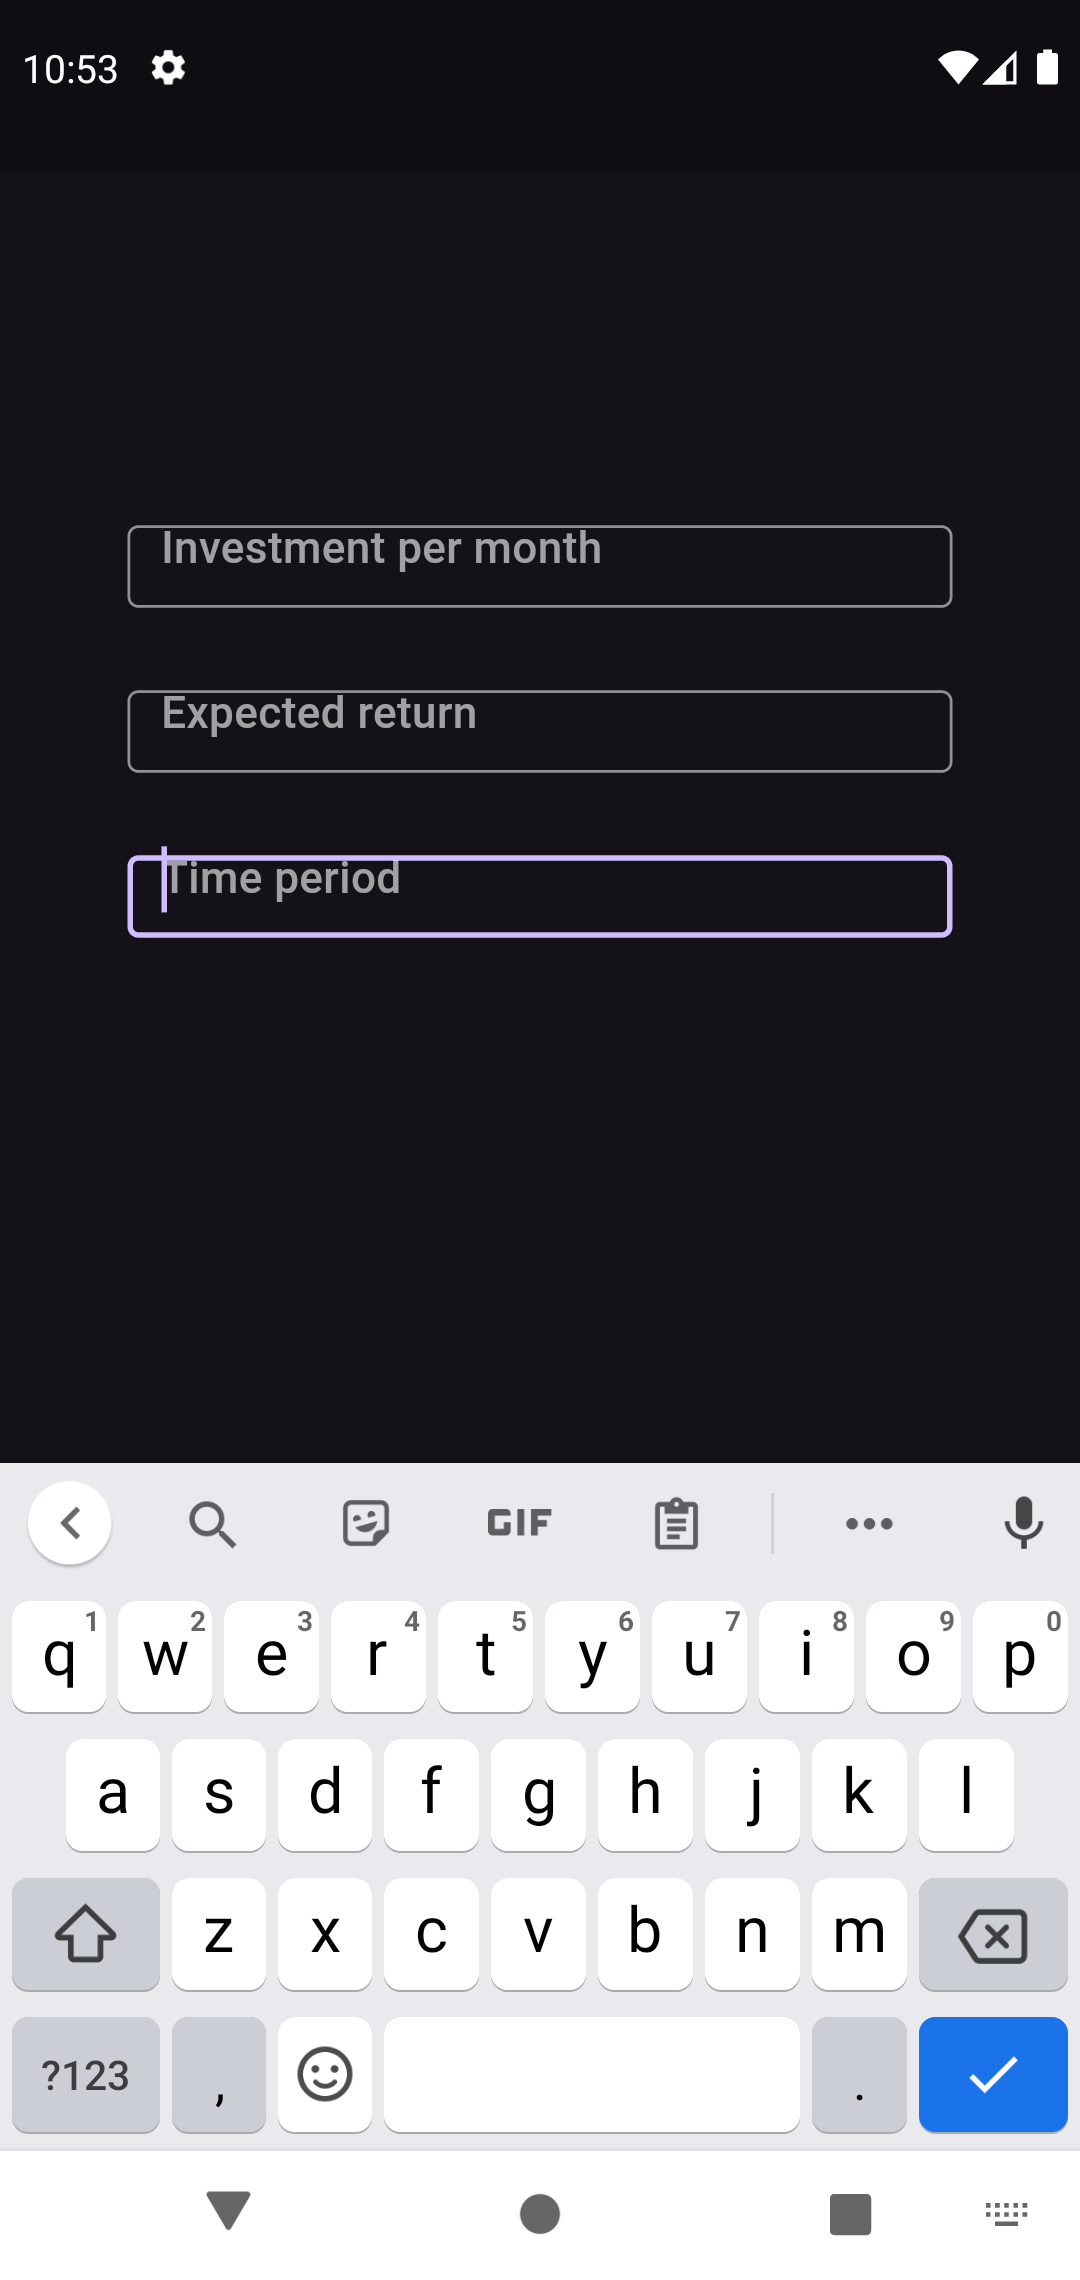 10:53
Investment per month
Expected return
Time period
GIF
q 1 w 2 e 3 r 4 t 5 y 6 u 7 i 8 o 9 p 0
a s d f g h j k l
z x c v b n m
?123 , .